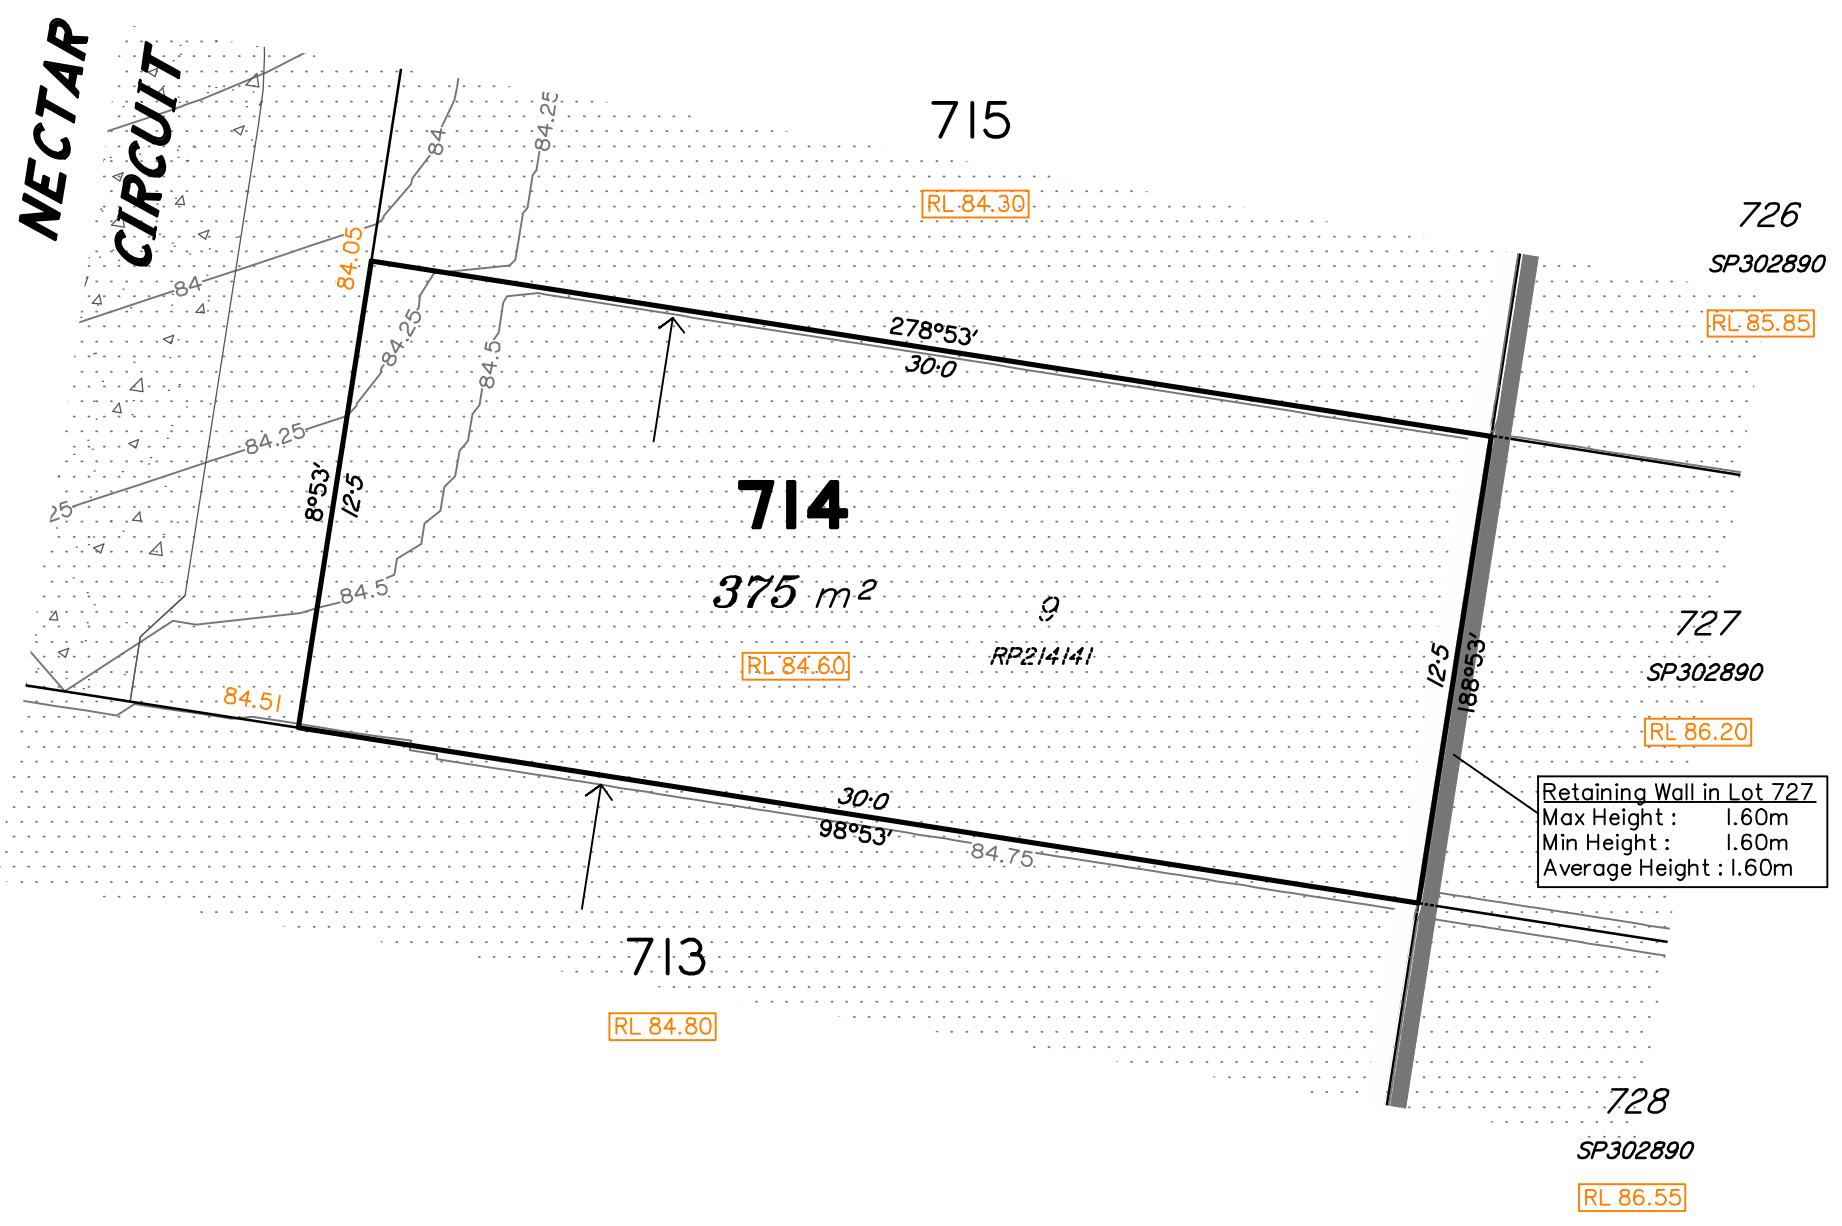 NECTAR
CIRCUIT
715
RL 84.30
726
SP302890
RL 85.85
84
84.25
84.05
84
84.25
84.5
278°53′
30·0
84.25
25
8°53′
12·5
714
375 m²
RL 84.60
9
RP214141
84.5
84.51
12·5
188°53′
727
SP302890
RL 86.20
Retaining Wall in Lot 727
Max Height : 1.60m
Min Height : 1.60m
Average Height : 1.60m
30·0
98°53′
84.75
713
RL 84.80
728
SP302890
RL 86.55